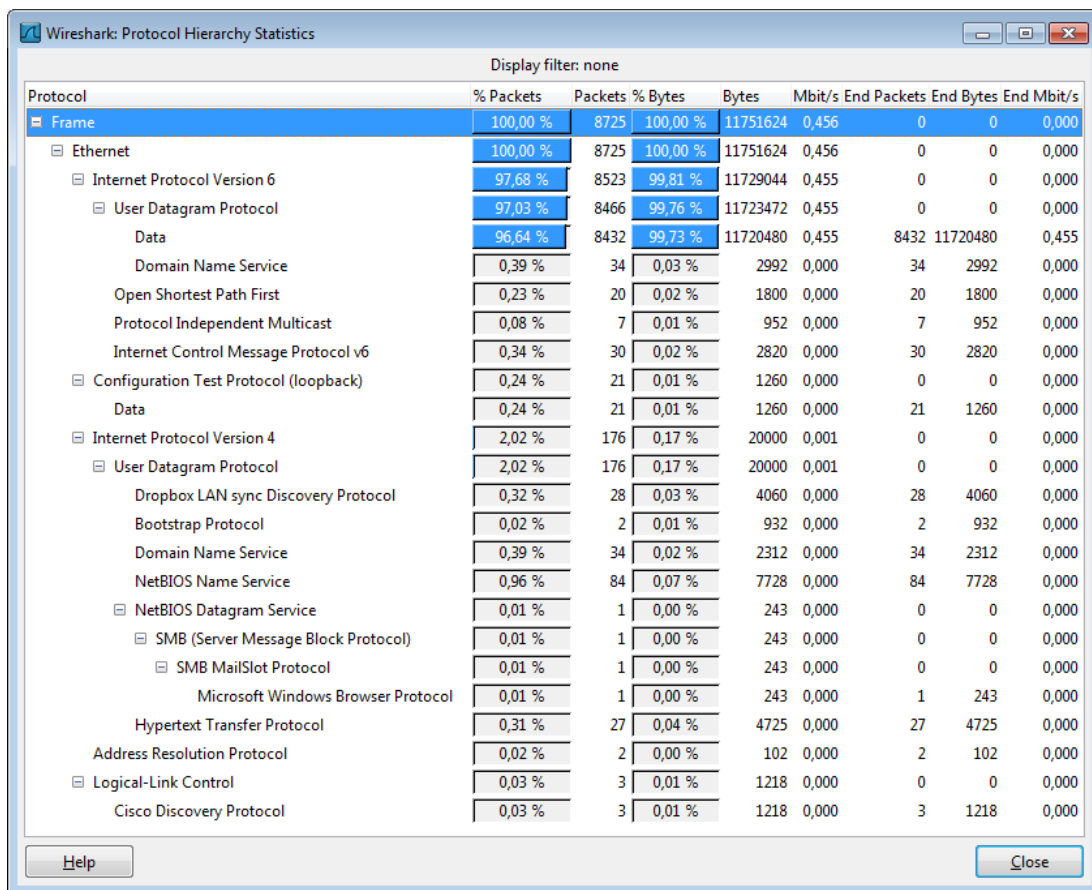 Wireshark: Protocol Hierarchy Statistics
Display filter: none
Protocol % Packets Packets % Bytes Bytes Mbit/s End Packets End Bytes End Mbit/s
Frame 100,00 % 8725 100,00 % 11751624 0,456 0 0 0,000
Ethernet 100,00 % 8725 100,00 % 11751624 0,456 0 0 0,000
Internet Protocol Version 6 97,68 % 8523 99,81 % 11729044 0,455 0 0 0,000
User Datagram Protocol 97,03 % 8466 99,76 % 11723472 0,455 0 0 0,000
Data 96,64 % 8432 99,73 % 11720480 0,455 8432 11720480 0,455
Domain Name Service 0,39 % 34 0,03 % 2992 0,000 34 2992 0,000
Open Shortest Path First 0,23 % 20 0,02 % 1800 0,000 20 1800 0,000
Protocol Independent Multicast 0,08 % 7 0,01 % 952 0,000 7 952 0,000
Internet Control Message Protocol v6 0,34 % 30 0,02 % 2820 0,000 30 2820 0,000
Configuration Test Protocol (loopback) 0,24 % 21 0,01 % 1260 0,000 0 0 0,000
Data 0,24 % 21 0,01 % 1260 0,000 21 1260 0,000
Internet Protocol Version 4 2,02 % 176 0,17 % 20000 0,001 0 0 0,000
User Datagram Protocol 2,02 % 176 0,17 % 20000 0,001 0 0 0,000
Dropbox LAN sync Discovery Protocol 0,32 % 28 0,03 % 4060 0,000 28 4060 0,000
Bootstrap Protocol 0,02 % 2 0,01 % 932 0,000 2 932 0,000
Domain Name Service 0,39 % 34 0,02 % 2312 0,000 34 2312 0,000
NetBIOS Name Service 0,96 % 84 0,07 % 7728 0,000 84 7728 0,000
NetBIOS Datagram Service 0,01 % 1 0,00 % 243 0,000 0 0 0,000
SMB (Server Message Block Protocol) 0,01 % 1 0,00 % 243 0,000 0 0 0,000
SMB MailSlot Protocol 0,01 % 1 0,00 % 243 0,000 0 0 0,000
Microsoft Windows Browser Protocol 0,01 % 1 0,00 % 243 0,000 1 243 0,000
Hypertext Transfer Protocol 0,31 % 27 0,04 % 4725 0,000 27 4725 0,000
Address Resolution Protocol 0,02 % 2 0,00 % 102 0,000 2 102 0,000
Logical-Link Control 0,03 % 3 0,01 % 1218 0,000 0 0 0,000
Cisco Discovery Protocol 0,03 % 3 0,01 % 1218 0,000 3 1218 0,000
Help Close